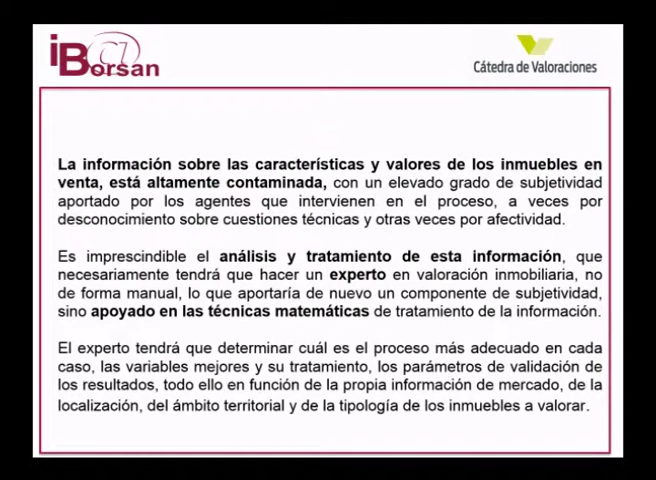 iBorsan
Cátedra de Valoraciones
La información sobre las características y valores de los inmuebles en
venta, está altamente contaminada, con un elevado grado de subjetividad
aportado por los agentes que intervienen en el proceso, a veces por
desconocimiento sobre cuestiones técnicas y otras veces por afectividad.
Es imprescindible el análisis y tratamiento de esta información, que
necesariamente tendrá que hacer un experto en valoración inmobiliaria, no
de forma manual, lo que aportaría de nuevo un componente de subjetividad,
sino apoyado en las técnicas matemáticas de tratamiento de la información.
El experto tendrá que determinar cuál es el proceso más adecuado en cada
caso, las variables mejores y su tratamiento, los parámetros de validación de
los resultados, todo ello en función de la propia información de mercado, de la
localización, del ámbito territorial y de la tipología de los inmuebles a valorar.